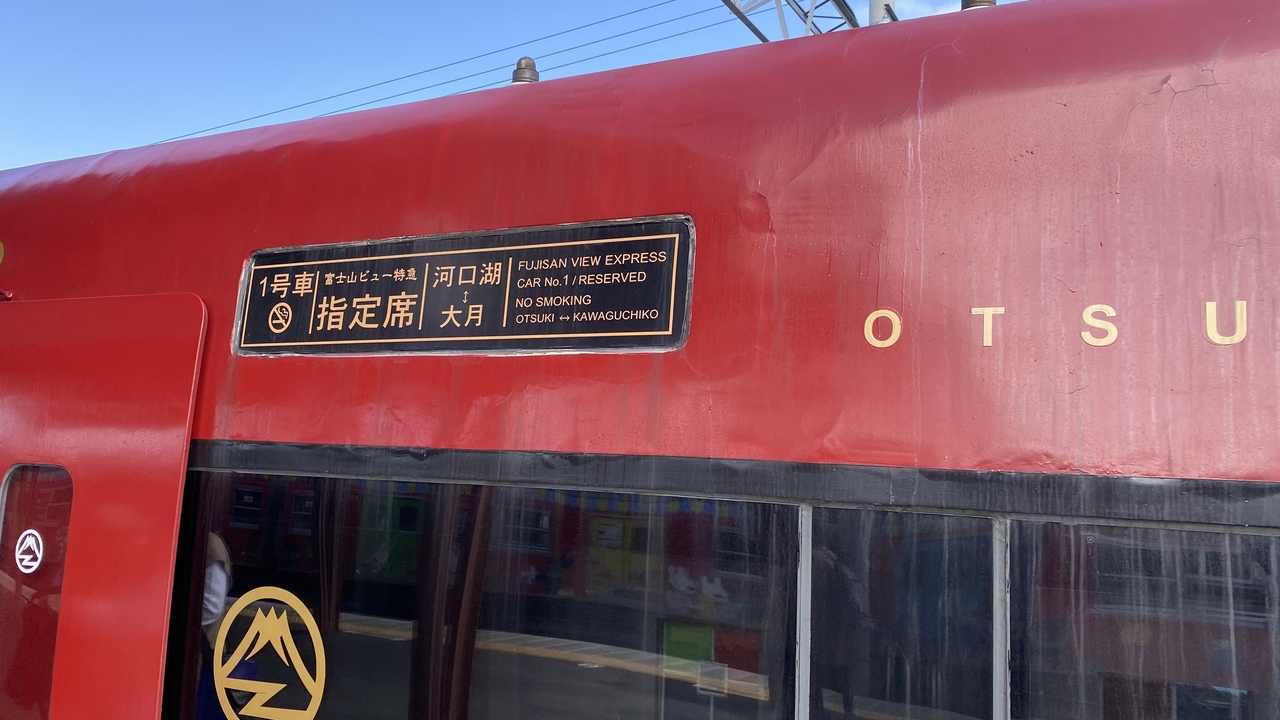 1号車
富士山ビュー特急
指定席
河口湖
↕
大月
FUJISAN VIEW EXPRESS
CAR No.1 / RESERVED
NO SMOKING
OTSUKI ↔ KAWAGUCHIKO
OTSU